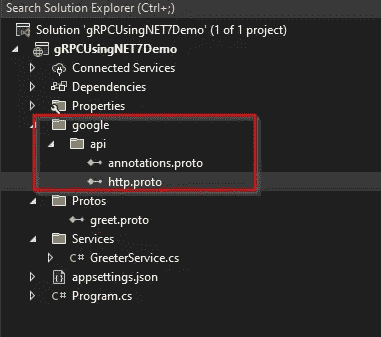 Search Solution Explorer (Ctrl+;)
Solution 'gRPCUsingNET7Demo' (1 of 1 project)
gRPCUsingNET7Demo
Connected Services
Dependencies
Properties
google
api
annotations.proto
http.proto
Protos
greet.proto
Services
C# GreeterService.cs
appsettings.json
C# Program.cs